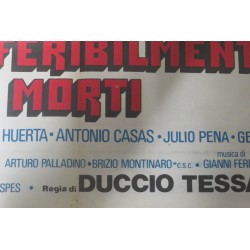 FERIBILMENT
MORTI
HUERTA · ANTONIO CASAS · JULIO PENA · GE
musica di
ARTURO PALLADINO · BRIZIO MONTINARO · c.s.c. · GIANNI FERR
SPES · Regia di DUCCIO TESSA